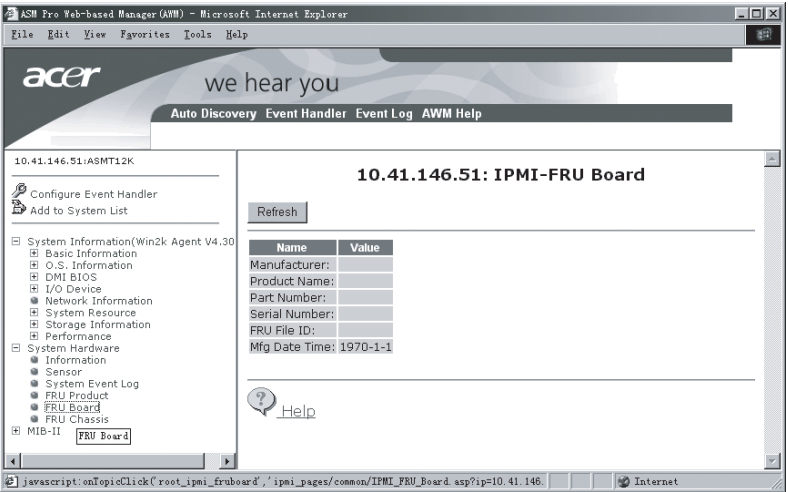 ASM Pro Web-based Manager(AWM) - Microsoft Internet Explorer
File Edit View Favorites Tools Help
acer we hear you
Auto Discovery Event Handler Event Log AWM Help
10.41.146.51:ASMT12K
Configure Event Handler
Add to System List
System Information(Win2k Agent V4.30
Basic Information
O.S. Information
DMI BIOS
I/O Device
Network Information
System Resource
Storage Information
Performance
System Hardware
Information
Sensor
System Event Log
FRU Product
FRU Board
FRU Chassis
MIB-II
FRU Board
10.41.146.51: IPMI-FRU Board
Refresh
Name Value
Manufacturer:
Product Name:
Part Number:
Serial Number:
FRU File ID:
Mfg Date Time: 1970-1-1
? Help
javascript:onTopicClick('root_ipmi_fruboard','ipmi_pages/common/IPMI_FRU_Board.asp?ip=10.41.146. Internet